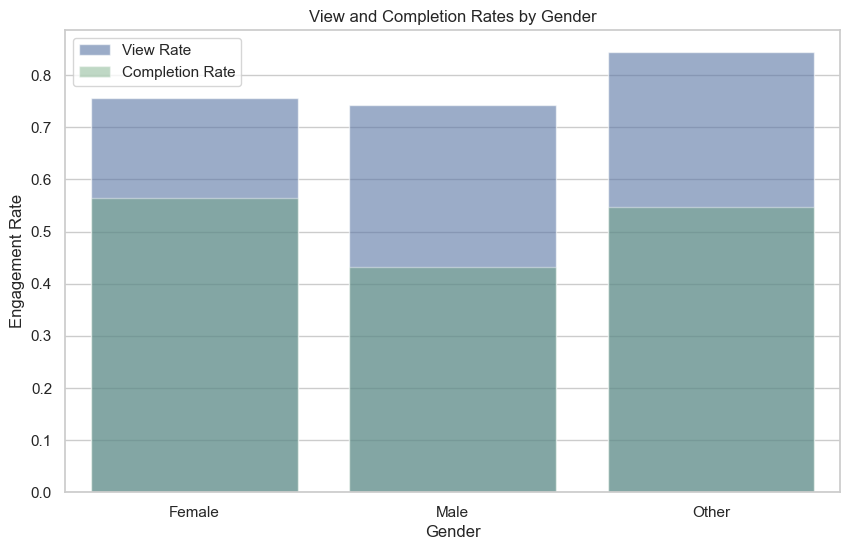 View and Completion Rates by Gender
View Rate
Completion Rate
Engagement Rate
0.8
0.7
0.6
0.5
0.4
0.3
0.2
0.1
0.0
Female Male Other
Gender